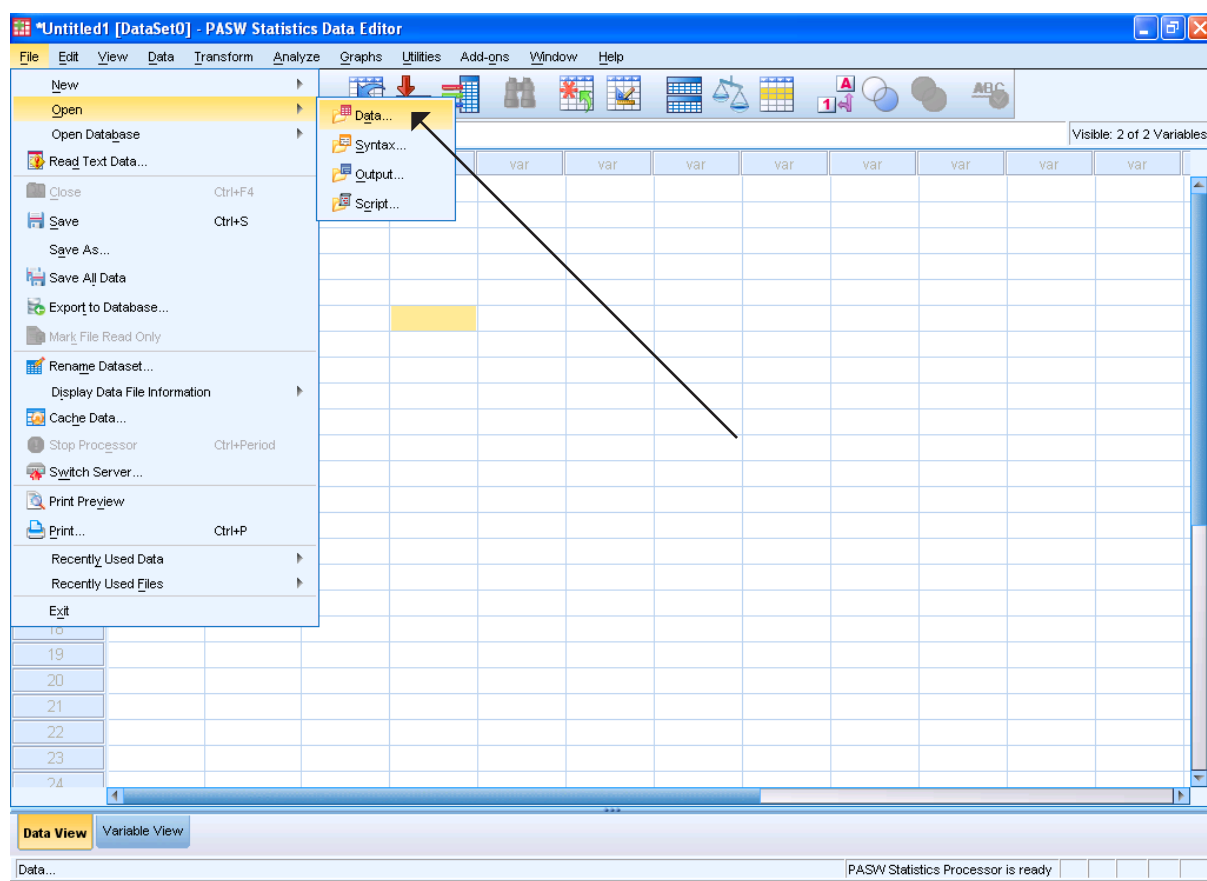 *Untitled1 [DataSet0] - PASW Statistics Data Editor
File Edit View Data Transform Analyze Graphs Utilities Add-ons Window Help
New
Open
Open Database
Read Text Data...
Close Ctrl+F4
Save Ctrl+S
Save As...
Save All Data
Export to Database...
Mark File Read Only
Rename Dataset...
Display Data File Information
Cache Data...
Stop Processor Ctrl+Period
Switch Server...
Print Preview
Print... Ctrl+P
Recently Used Data
Recently Used Files
Exit
Data...
Syntax...
Output...
Script...
A
1
ABC
Visible: 2 of 2 Variables
var var var var var var var var
18
19
20
21
22
23
24
Data View Variable View
Data... PASW Statistics Processor is ready